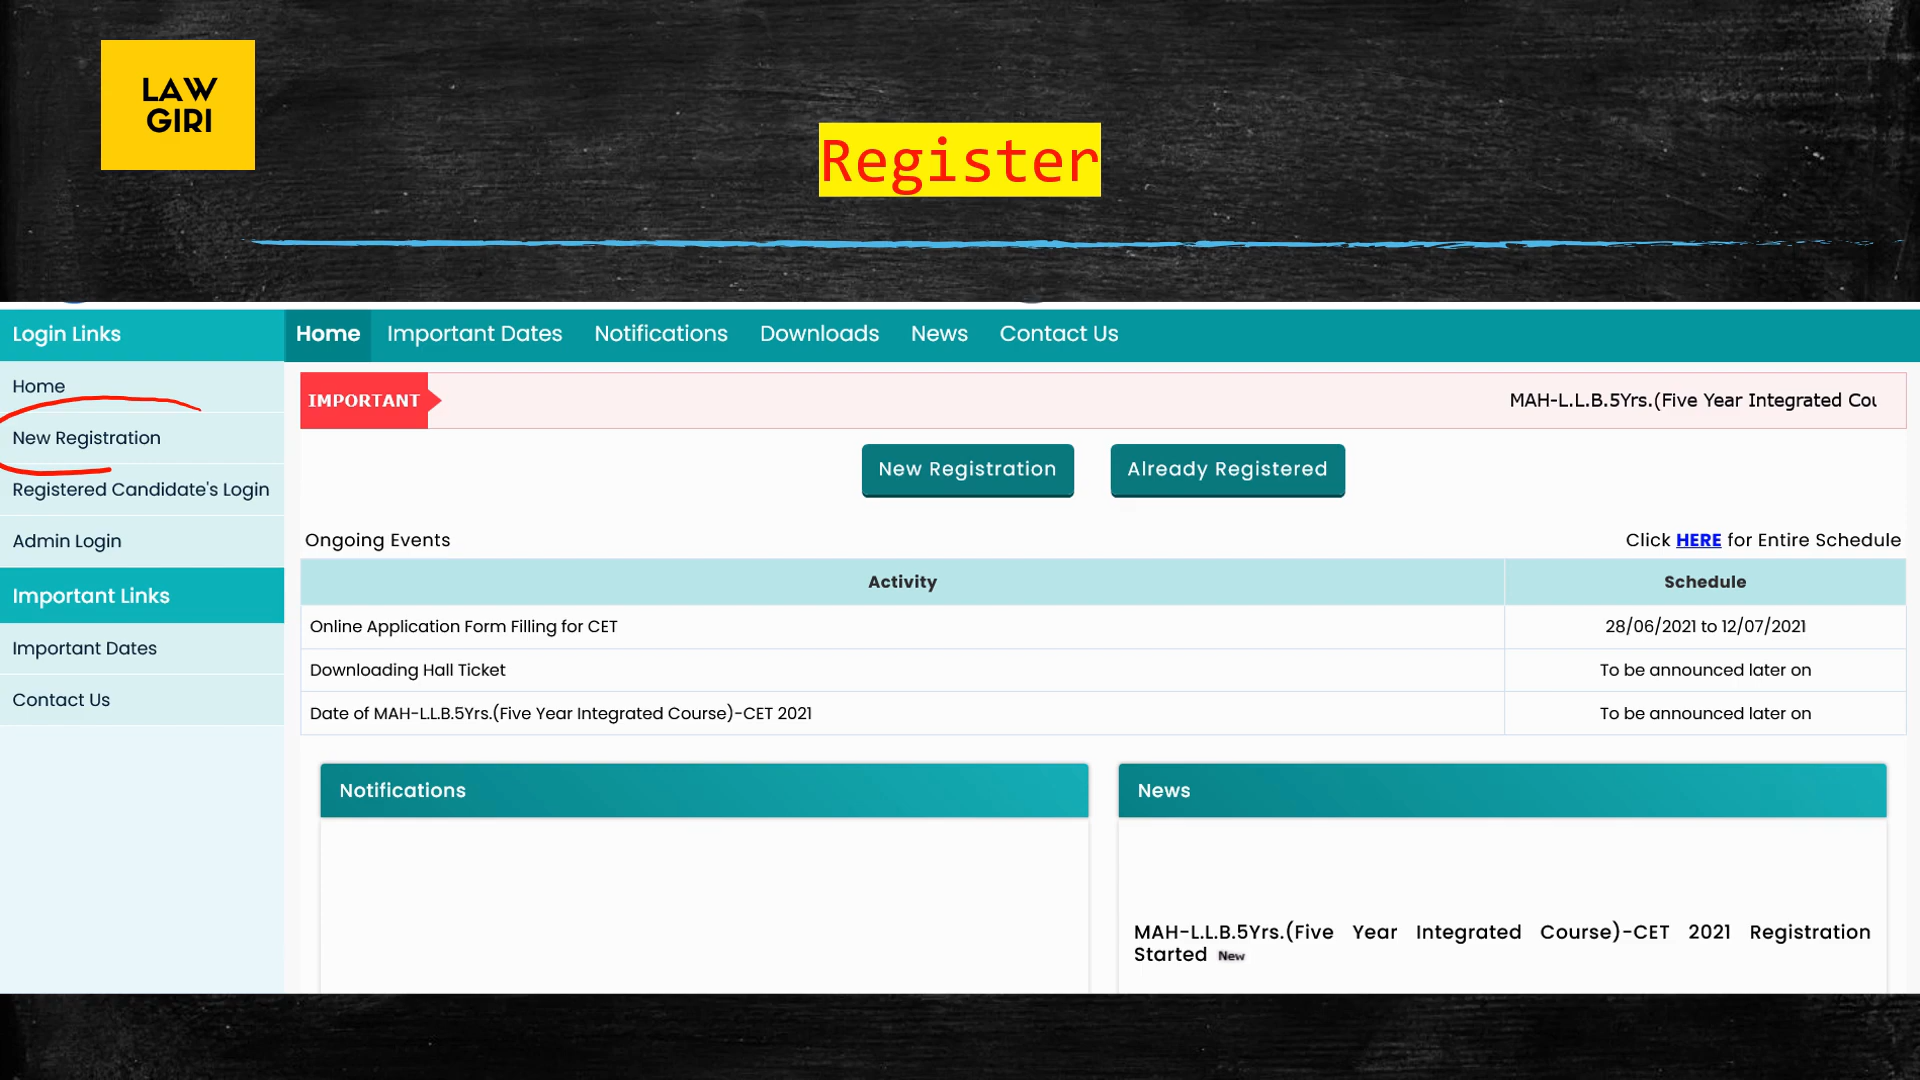 LAW
GIRI
Register
Login Links
Home
New Registration
Registered Candidate's Login
Admin Login
Important Links
Important Dates
Contact Us
Home Important Dates Notifications Downloads News Contact Us
IMPORTANT MAH-L.L.B.5Yrs.(Five Year Integrated Cou
New Registration Already Registered
Ongoing Events Click HERE for Entire Schedule
Activity Schedule
Online Application Form Filling for CET 28/06/2021 to 12/07/2021
Downloading Hall Ticket To be announced later on
Date of MAH-L.L.B.5Yrs.(Five Year Integrated Course)-CET 2021 To be announced later on
Notifications
News
MAH-L.L.B.5Yrs.(Five Year Integrated Course)-CET 2021 Registration
Started New